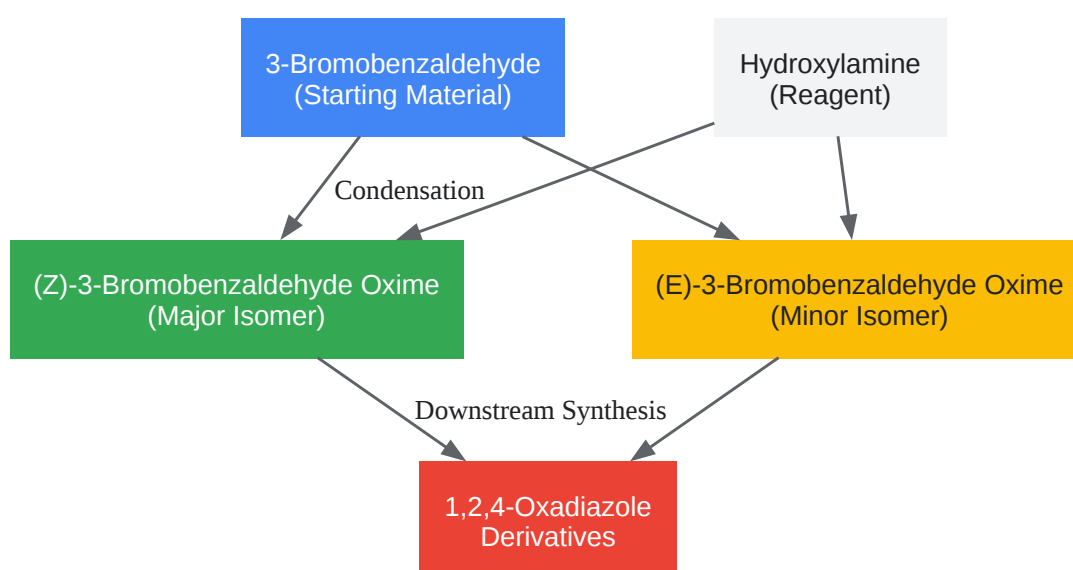 3-Bromobenzaldehyde
(Starting Material)
Hydroxylamine
(Reagent)
Condensation
(Z)-3-Bromobenzaldehyde Oxime
(Major Isomer)
(E)-3-Bromobenzaldehyde Oxime
(Minor Isomer)
Downstream Synthesis
1,2,4-Oxadiazole
Derivatives